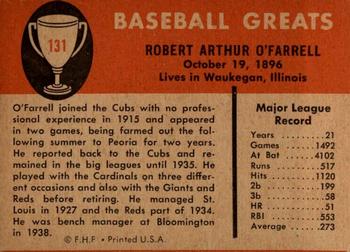 BASEBALL GREATS
131
ROBERT ARTHUR O'FARRELL
October 19, 1896
Lives in Waukegan, Illinois
O'Farrell joined the Cubs with no profes-
sional experience in 1915 and appeared
in two games, being farmed out the fol-
lowing summer to Peoria for two years.
He reported back to the Cubs and re-
mained in the big leagues until 1935. He
played with the Cardinals on three differ-
ent occasions and also with the Giants and
Reds before retiring. He managed St.
Louis in 1927 and the Reds part of 1934.
He was bench manager at Bloomington
in 1938.
© F.H.F • Printed U.S.A.
Major League
Record
Years 21
Games 1492
At Bat 4102
Runs 517
Hits 1120
2b 199
3b 58
HR 51
RBI 553
Average .273